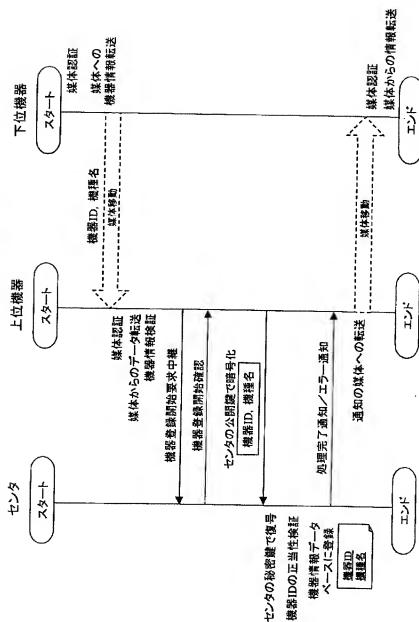 センタ
スタート
上位機器
スタート
下位機器
スタート
媒体認証
媒体への
機器情報転送
機器ID, 機種名
媒体移動
媒体認証
媒体からのデータ転送
機器情報検証
機器登録開始要求中継
機器登録開始確認
センタの公開鍵で暗号化
機器ID, 機種名
センタの秘密鍵で復号
機器IDの正当性検証
機器情報データ
ベースに登録
機器ID
機種名
処理完了通知/エラー通知
通知の媒体への転送
媒体移動
媒体認証
媒体からの情報転送
エンド
エンド
エンド